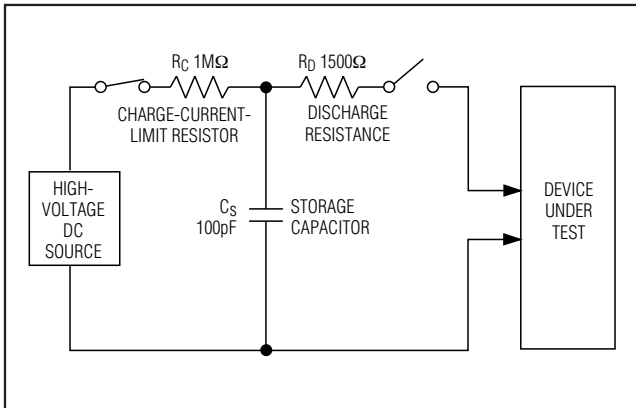 R_C 1MΩ
CHARGE-CURRENT-
LIMIT RESISTOR
R_D 1500Ω
DISCHARGE
RESISTANCE
HIGH-
VOLTAGE
DC
SOURCE
C_S
100pF
STORAGE
CAPACITOR
DEVICE
UNDER
TEST